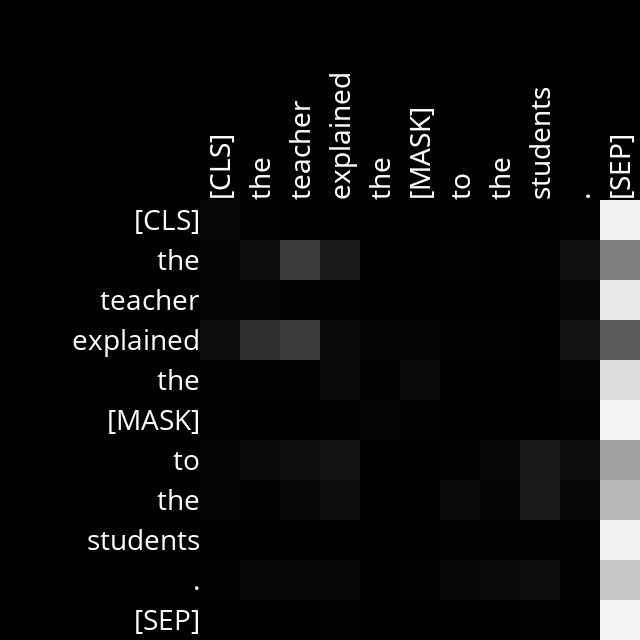 [CLS]
the
teacher
explained
the
[MASK]
to
the
students
.
[SEP]
[CLS]
the
teacher
explained
the
[MASK]
to
the
students
.
[SEP]